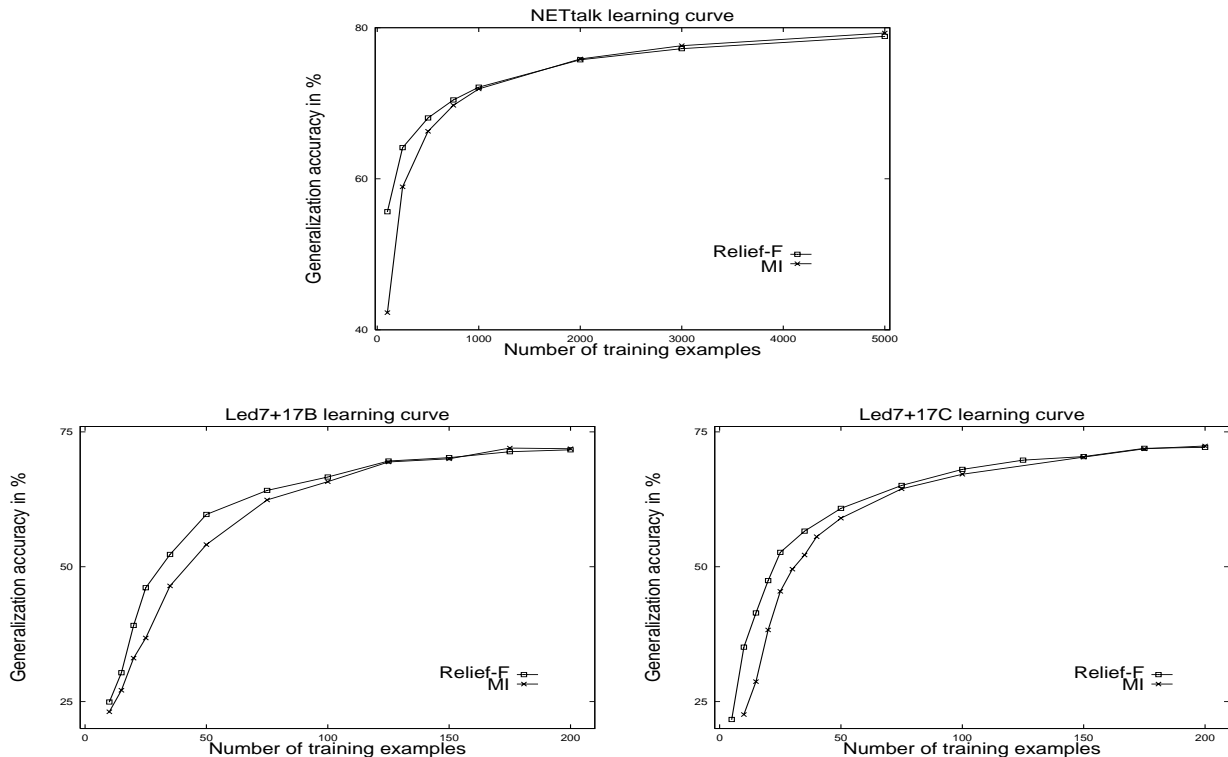 NETtalk learning curve
80
60
40
Generalization accuracy in %
Relief-F
MI
0 1000 2000 3000 4000 5000
Number of training examples
Led7+17B learning curve
75
50
25
Generalization accuracy in %
Relief-F
MI
0 50 100 150 200
Number of training examples
Led7+17C learning curve
75
50
25
Generalization accuracy in %
Relief-F
MI
0 50 100 150 200
Number of training examples